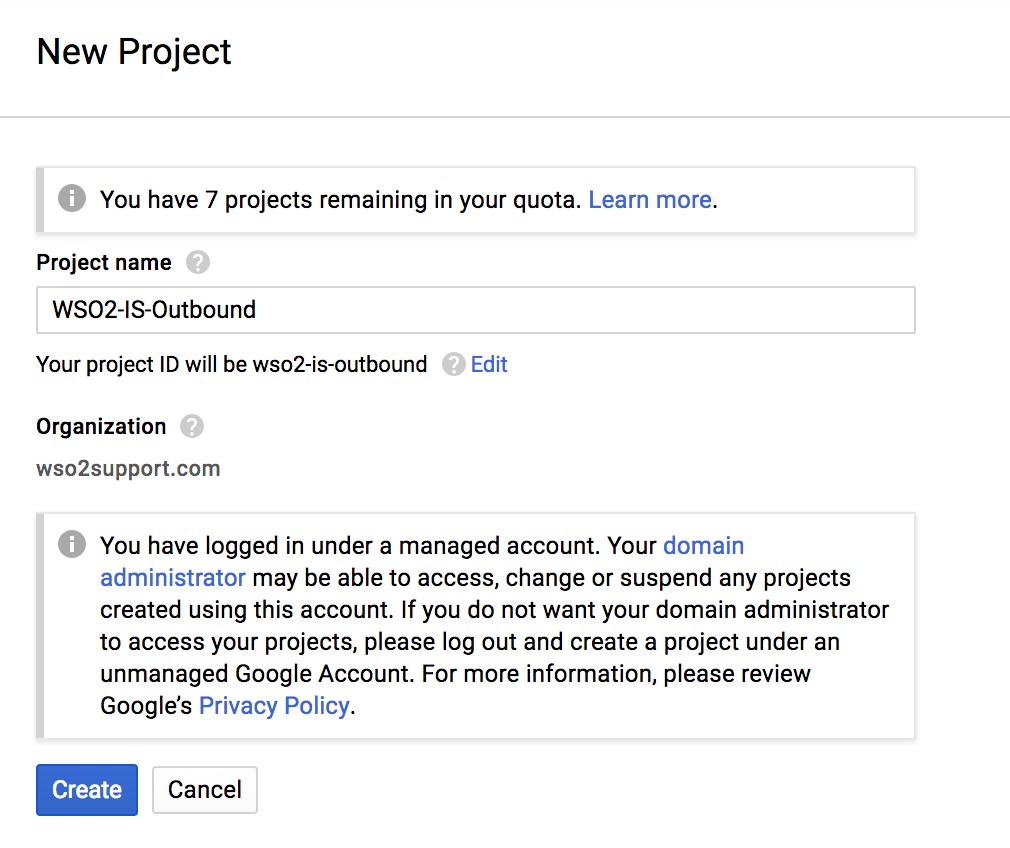 New Project
You have 7 projects remaining in your quota. Learn more.
Project name
WSO2-IS-Outbound
Your project ID will be wso2-is-outbound Edit
Organization
wso2support.com
You have logged in under a managed account. Your domain
administrator may be able to access, change or suspend any projects
created using this account. If you do not want your domain administrator
to access your projects, please log out and create a project under an
unmanaged Google Account. For more information, please review
Google’s Privacy Policy.
Create Cancel